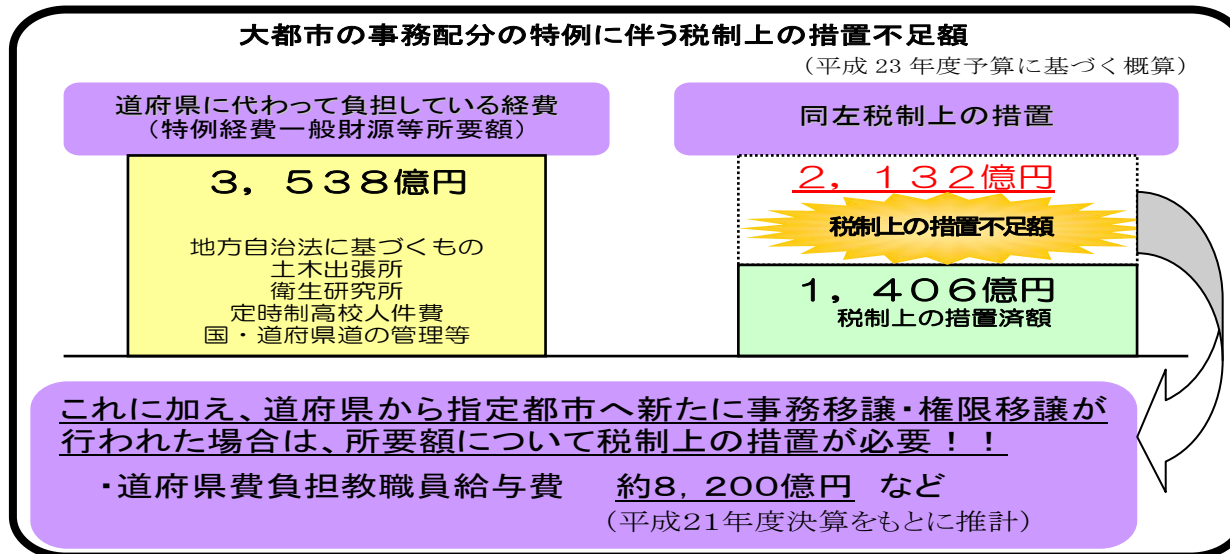 大都市の事務配分の特例に伴う税制上の措置不足額
(平成 23 年度予算に基づく概算)
道府県に代わって負担している経費
(特例経費一般財源等所要額)
同左税制上の措置
3,538億円
地方自治法に基づくもの
土木出張所
衛生研究所
定時制高校人件費
国・道府県道の管理等
2,132億円
税制上の措置不足額
1,406億円
税制上の措置済額
これに加え、道府県から指定都市へ新たに事務移譲・権限移譲が
行われた場合は、所要額について税制上の措置が必要!!
・道府県費負担教職員給与費 約8,200億円 など
(平成21年度決算をもとに推計)